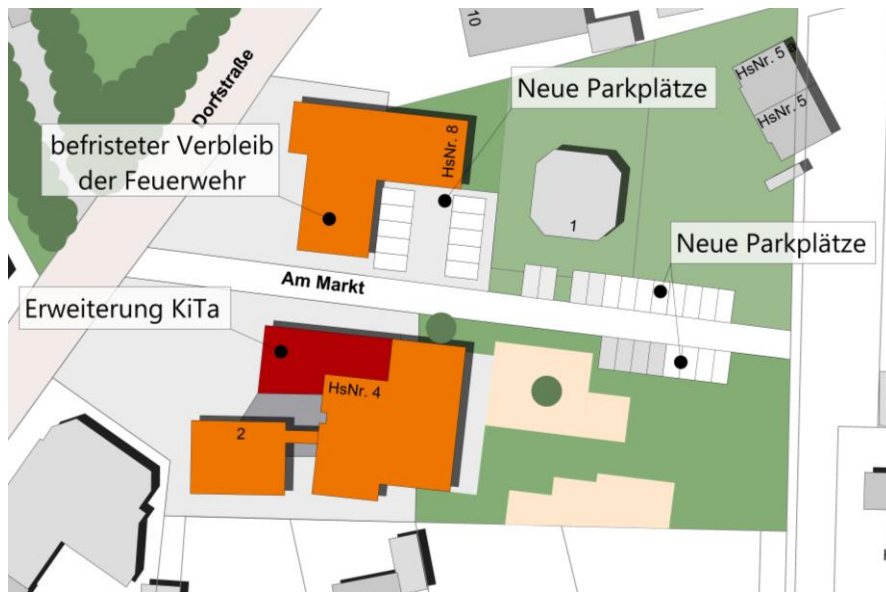 10
HsNr. 5 a
HsNr. 5
Dorfstraße
Neue Parkplätze
befristeter Verbleib
der Feuerwehr
HsNr. 8
1
Neue Parkplätze
Am Markt
Erweiterung KiTa
HsNr. 4
2